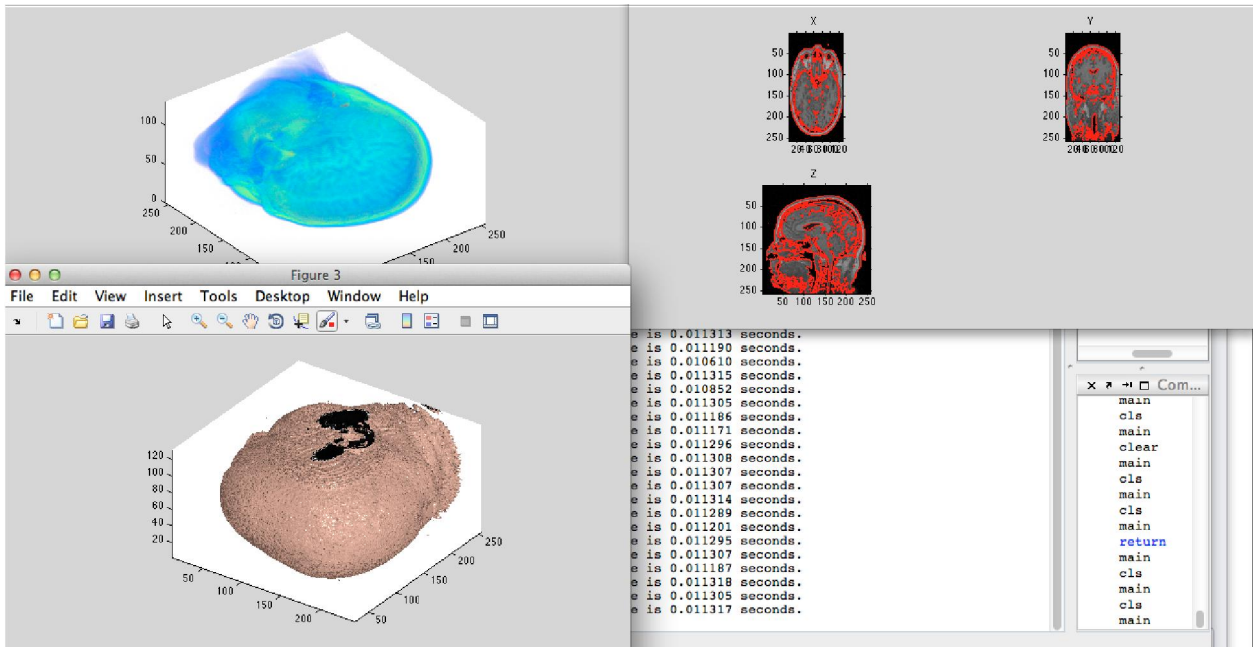 100
50
0
250
200
150
250
200
150
X
50
100
150
200
250
Y
50
100
150
200
250
Z
50
100
150
200
250
50 100 150 200 250
Figure 3
File Edit View Insert Tools Desktop Window Help
120
100
80
60
40
20
50
100
150
200
50
100
150
200
250
e is 0.011313 seconds.
e is 0.011190 seconds.
e is 0.010610 seconds.
e is 0.011315 seconds.
e is 0.010852 seconds.
e is 0.011305 seconds.
e is 0.011186 seconds.
e is 0.011171 seconds.
e is 0.011296 seconds.
e is 0.011308 seconds.
e is 0.011307 seconds.
e is 0.011307 seconds.
e is 0.011314 seconds.
e is 0.011289 seconds.
e is 0.011201 seconds.
e is 0.011295 seconds.
e is 0.011307 seconds.
e is 0.011187 seconds.
e is 0.011318 seconds.
e is 0.011305 seconds.
e is 0.011317 seconds.
Com...
main
cls
main
clear
main
cls
main
cls
main
return
main
cls
main
cls
main